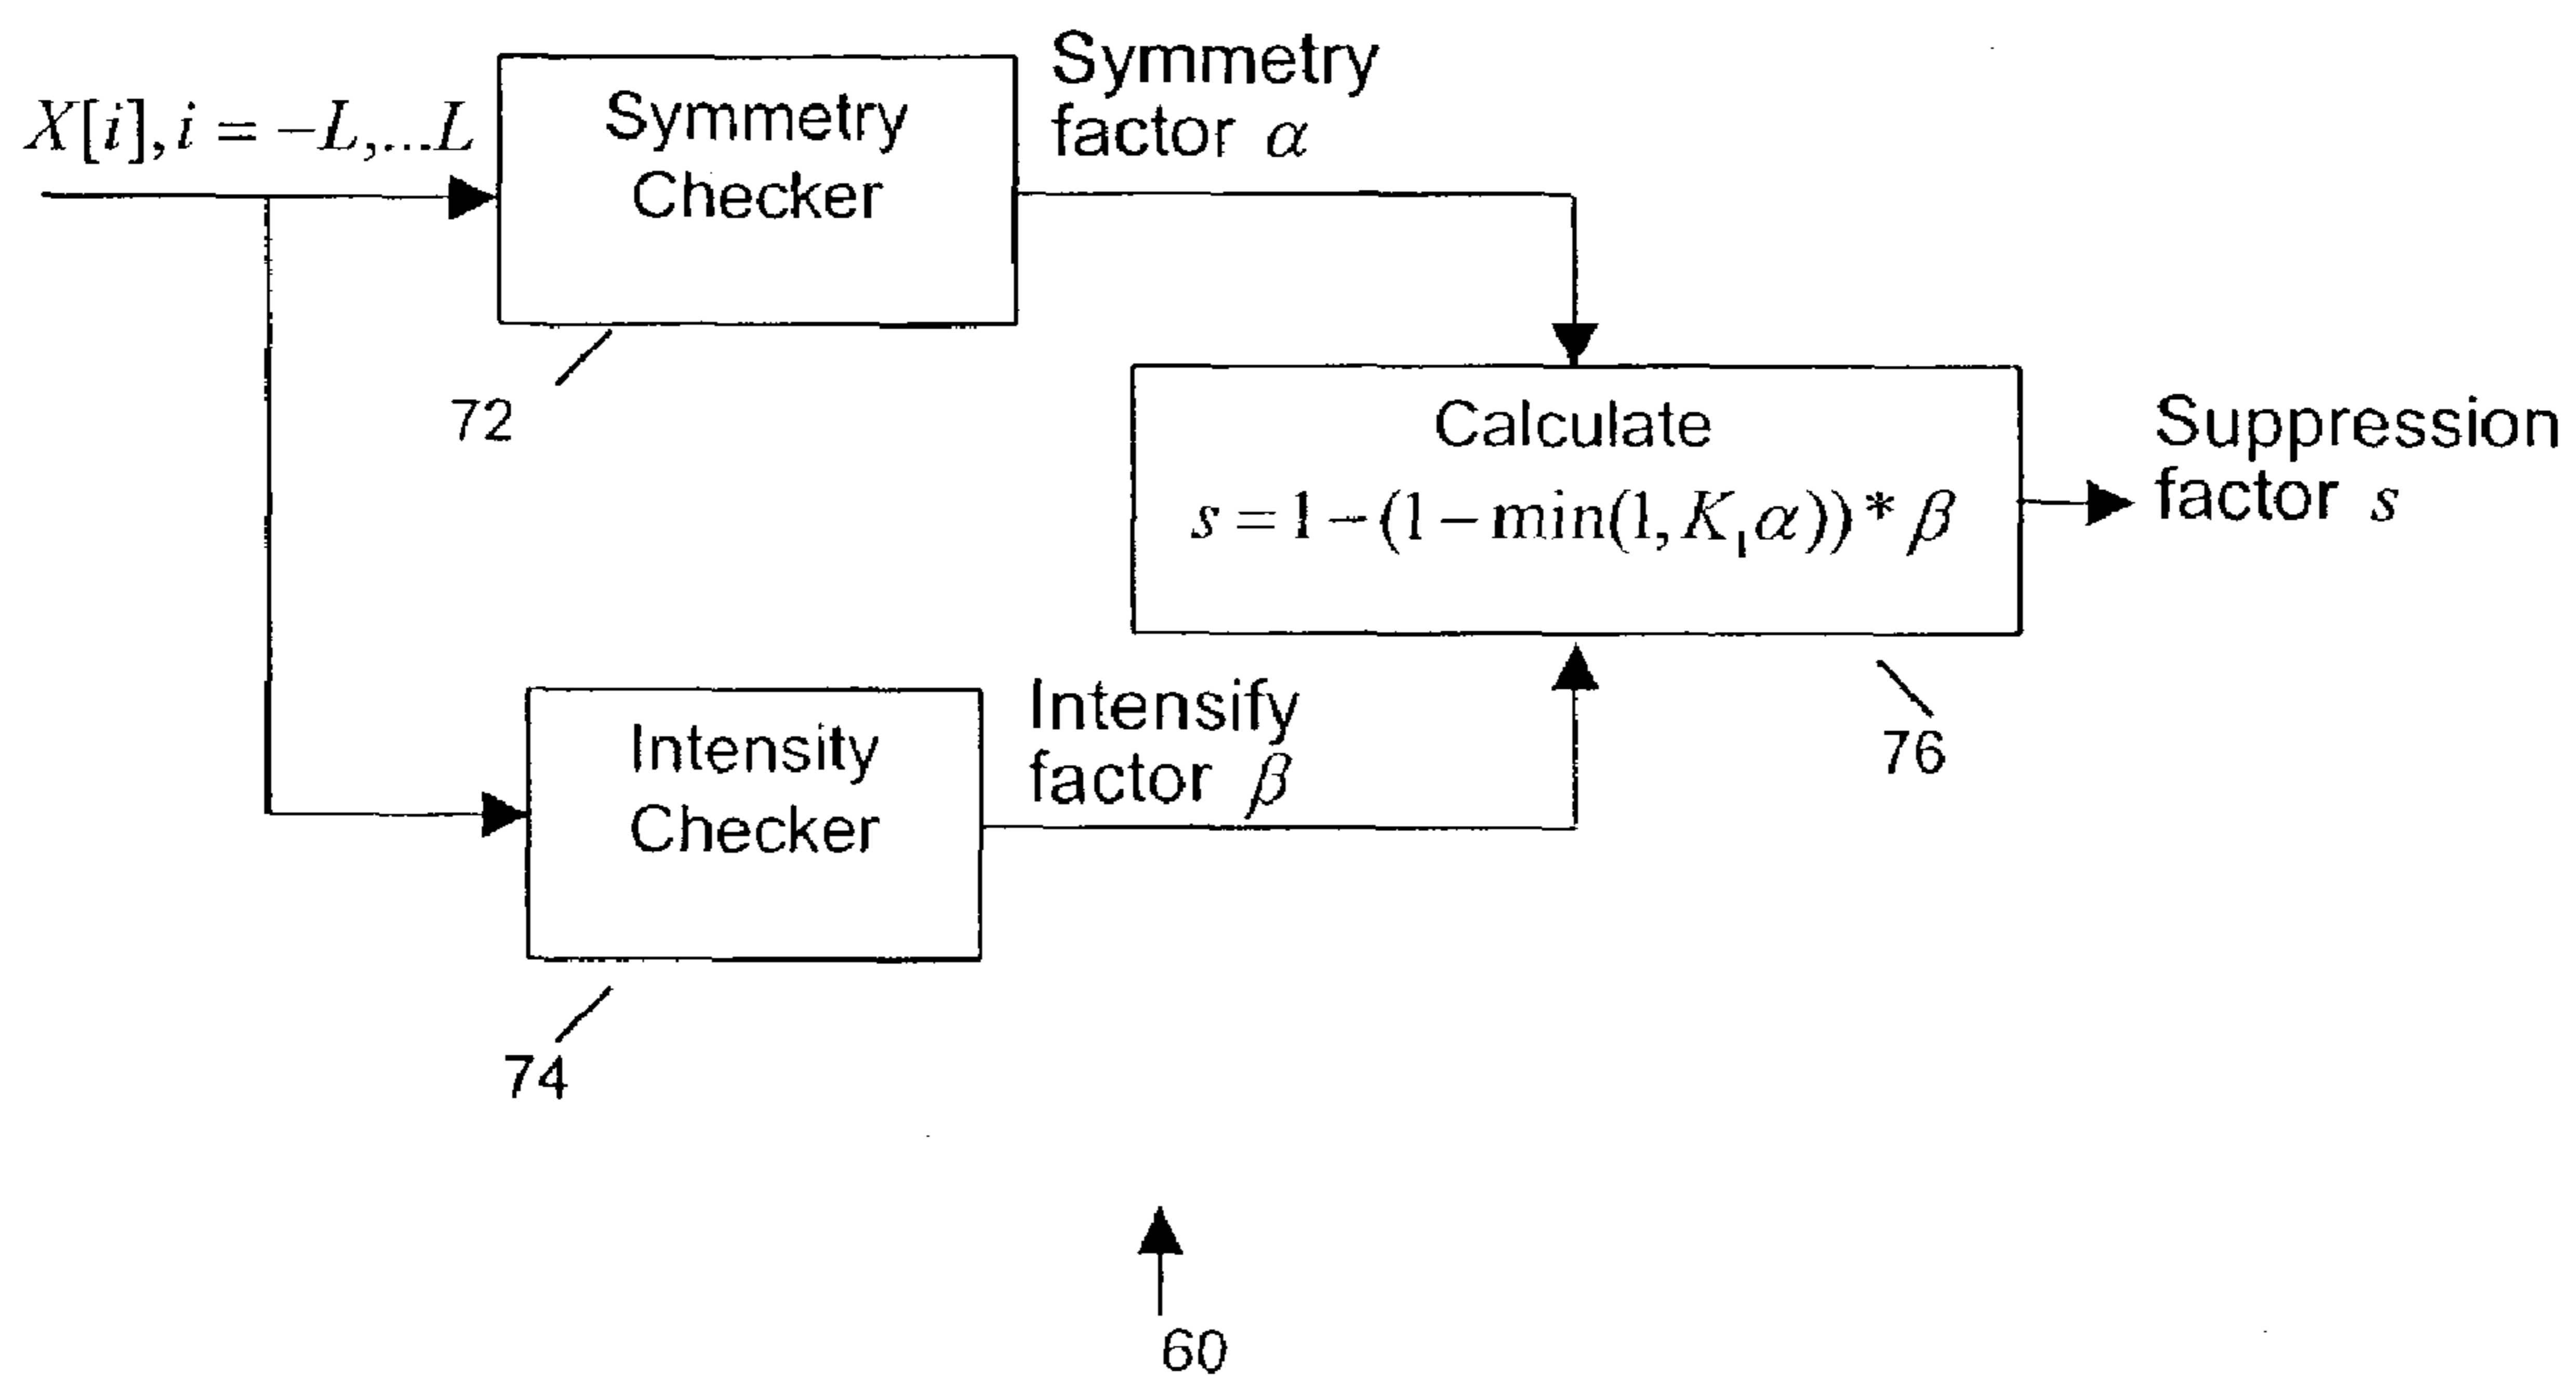 X[i], i = −L,...L
Symmetry
Checker
72
Symmetry
factor α
Calculate
s = 1 − (1 − min(1, K₁α)) * β
76
Suppression
factor s
Intensity
Checker
74
Intensify
factor β
60